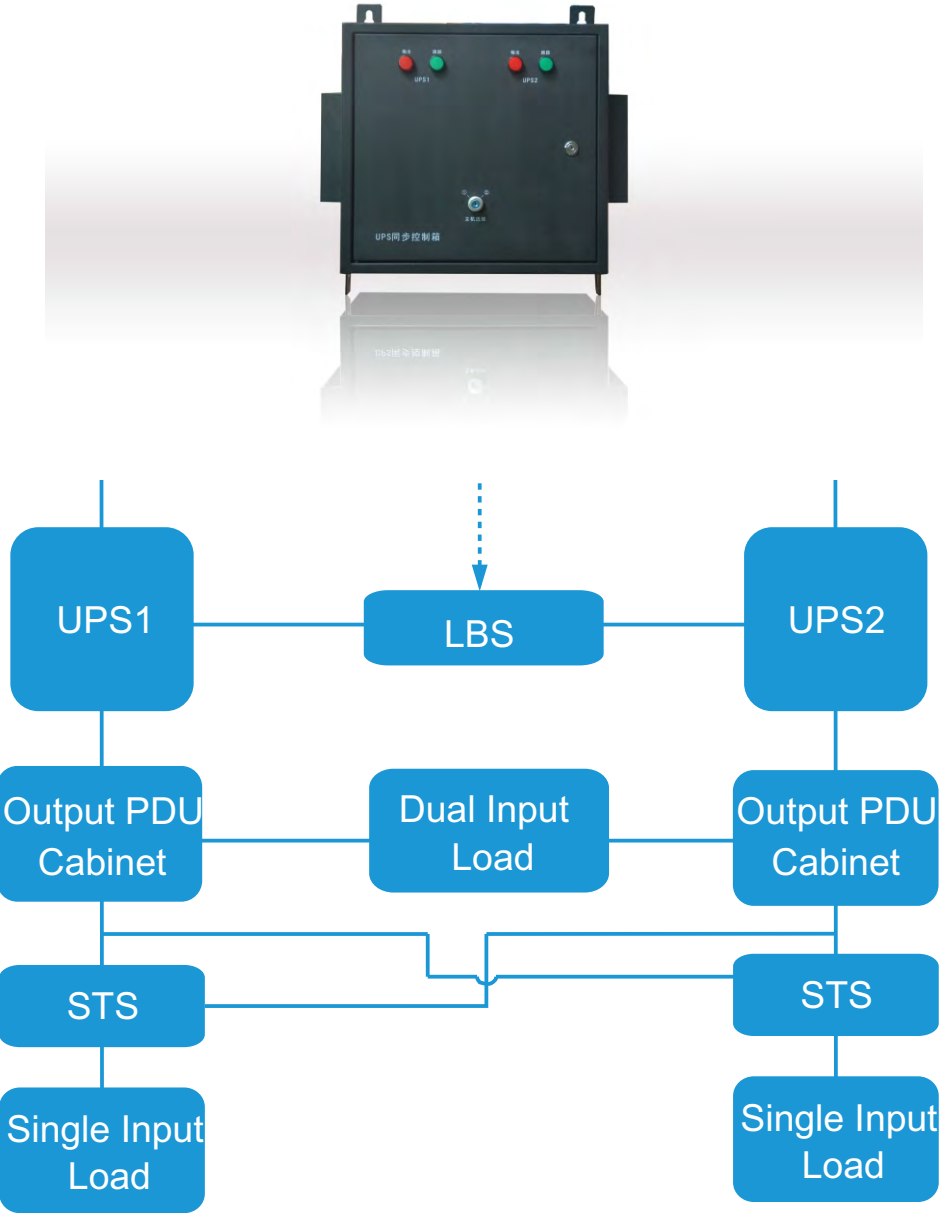 UPS1
UPS2
UPS同步控制箱
UPS1
LBS
UPS2
Output PDU
Cabinet
Dual Input
Load
Output PDU
Cabinet
STS
STS
Single Input
Load
Single Input
Load